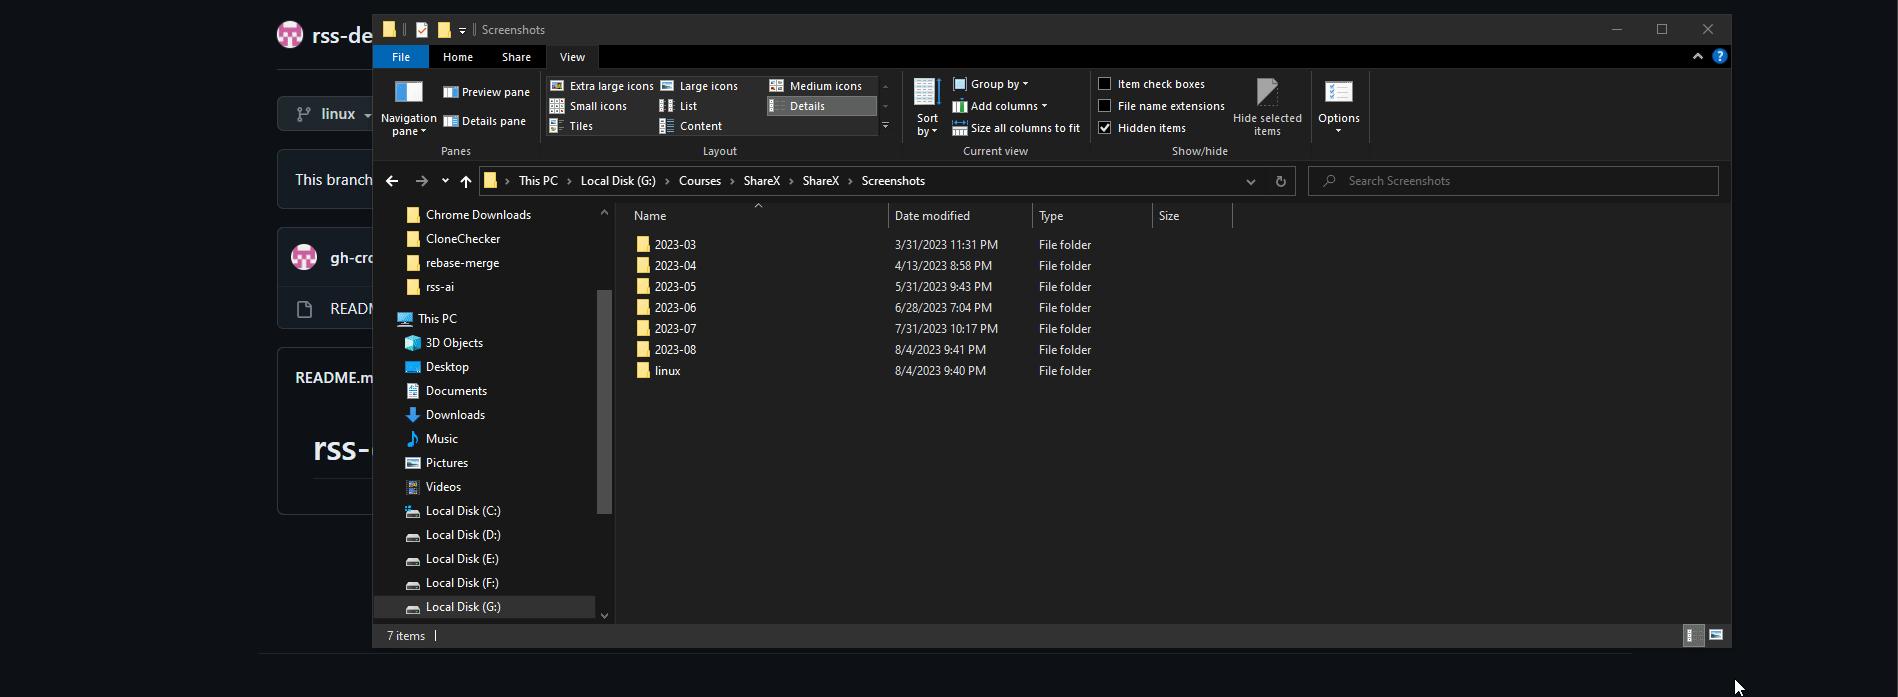 rss-de
Screenshots
File Home Share View
Navigation pane
Preview pane
Details pane
Panes
Extra large icons Large icons Medium icons
Small icons List Details
Tiles Content
Layout
Sort by
Group by
Add columns
Size all columns to fit
Current view
Item check boxes
File name extensions
Hidden items
Hide selected items
Show/hide
Options
linux
This branch
gh-cro
READM
README.m
rss-
This PC › Local Disk (G:) › Courses › ShareX › ShareX › Screenshots
Search Screenshots
Chrome Downloads
CloneChecker
rebase-merge
rss-ai
This PC
3D Objects
Desktop
Documents
Downloads
Music
Pictures
Videos
Local Disk (C:)
Local Disk (D:)
Local Disk (E:)
Local Disk (F:)
Local Disk (G:)
Name Date modified Type Size
2023-03 3/31/2023 11:31 PM File folder
2023-04 4/13/2023 8:58 PM File folder
2023-05 5/31/2023 9:43 PM File folder
2023-06 6/28/2023 7:04 PM File folder
2023-07 7/31/2023 10:17 PM File folder
2023-08 8/4/2023 9:41 PM File folder
linux 8/4/2023 9:40 PM File folder
7 items